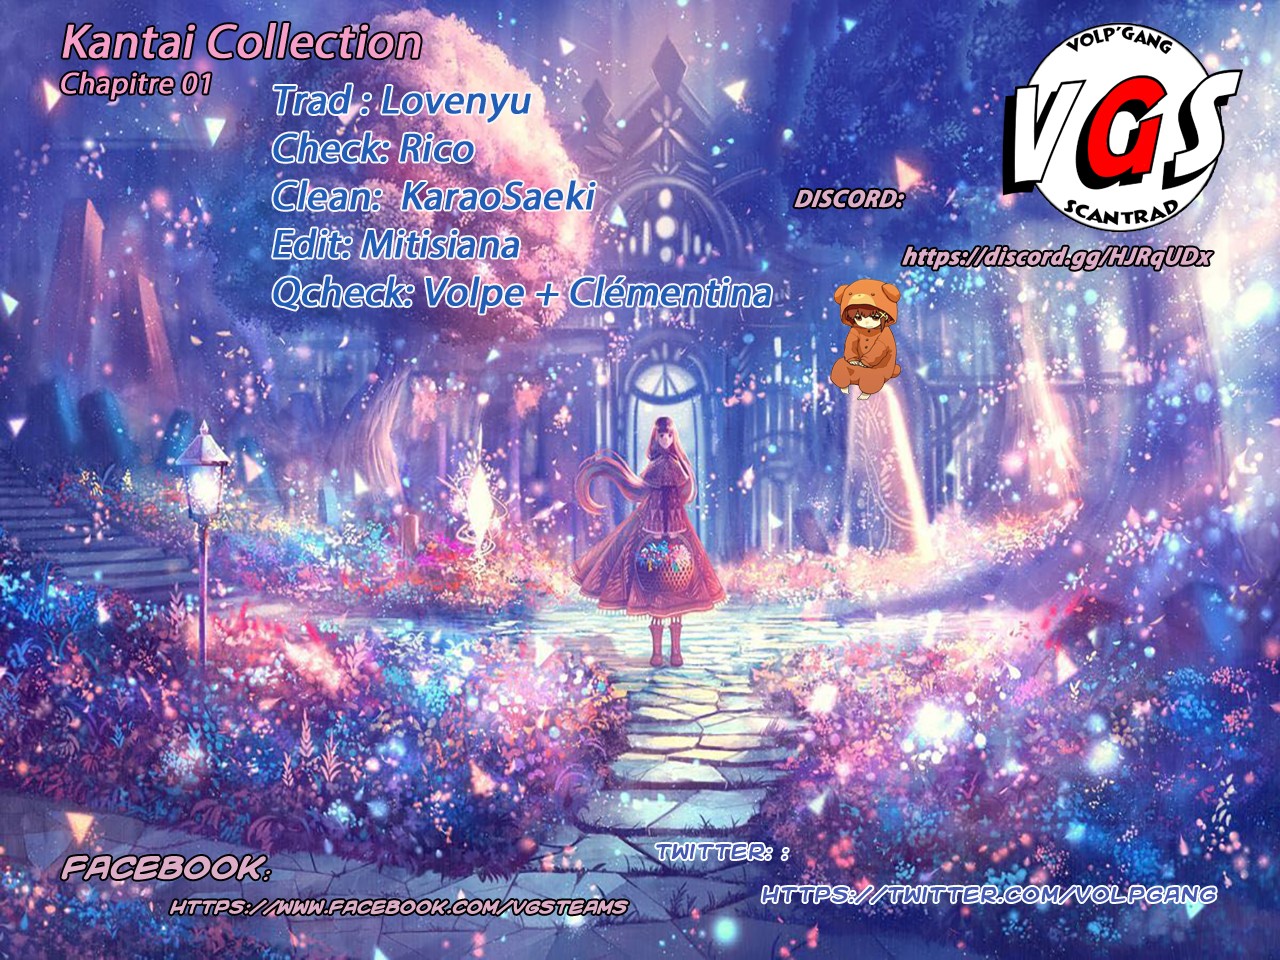 Kantai Collection
Chapitre 01
Trad : Lovenyu
Check: Rico
Clean: KaraoSaeki
Edit: Mitisiana
Qcheck: Volpe + Clémentina
VOLP'GANG
VGS
SCANTRAD
DISCORD:
https://discord.gg/HJRqUDx
FACEBOOK:
HTTPS://WWW.FACEBOOK.COM/VGSTEAMS
TWITTER: :
HTTPS://TWITTER.COM/VOLPGANG